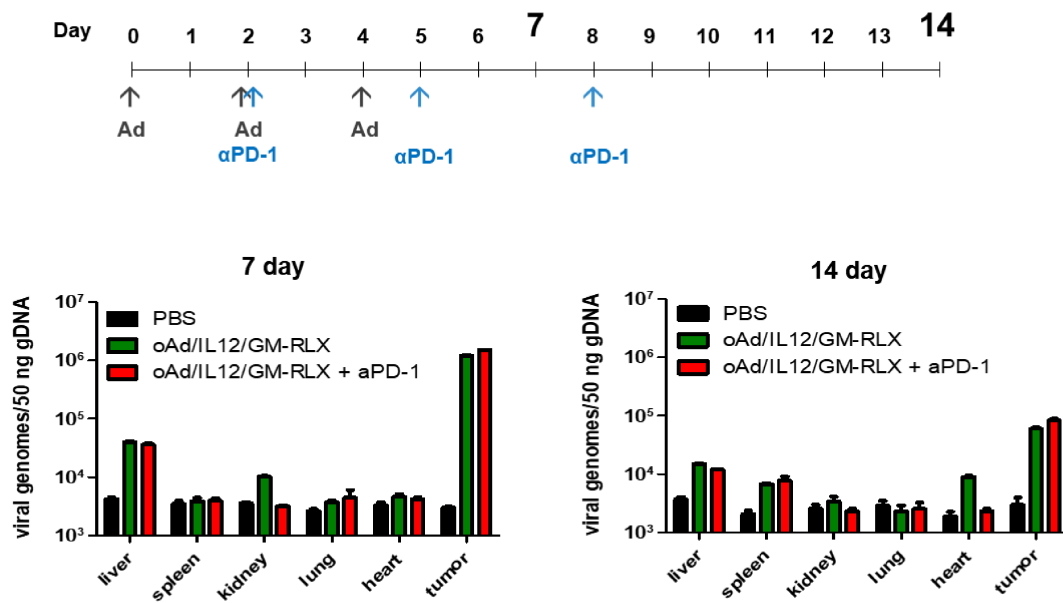 Day 0 1 2 3 4 5 6 7 8 9 10 11 12 13 14
Ad Ad Ad
αPD-1 αPD-1 αPD-1
7 day
viral genomes/50 ng gDNA
10⁷
10⁶
10⁵
10⁴
10³
PBS
oAd/IL12/GM-RLX
oAd/IL12/GM-RLX + aPD-1
liver spleen kidney lung heart tumor
14 day
viral genomes/50 ng gDNA
10⁷
10⁶
10⁵
10⁴
10³
PBS
oAd/IL12/GM-RLX
oAd/IL12/GM-RLX + aPD-1
liver spleen kidney lung heart tumor